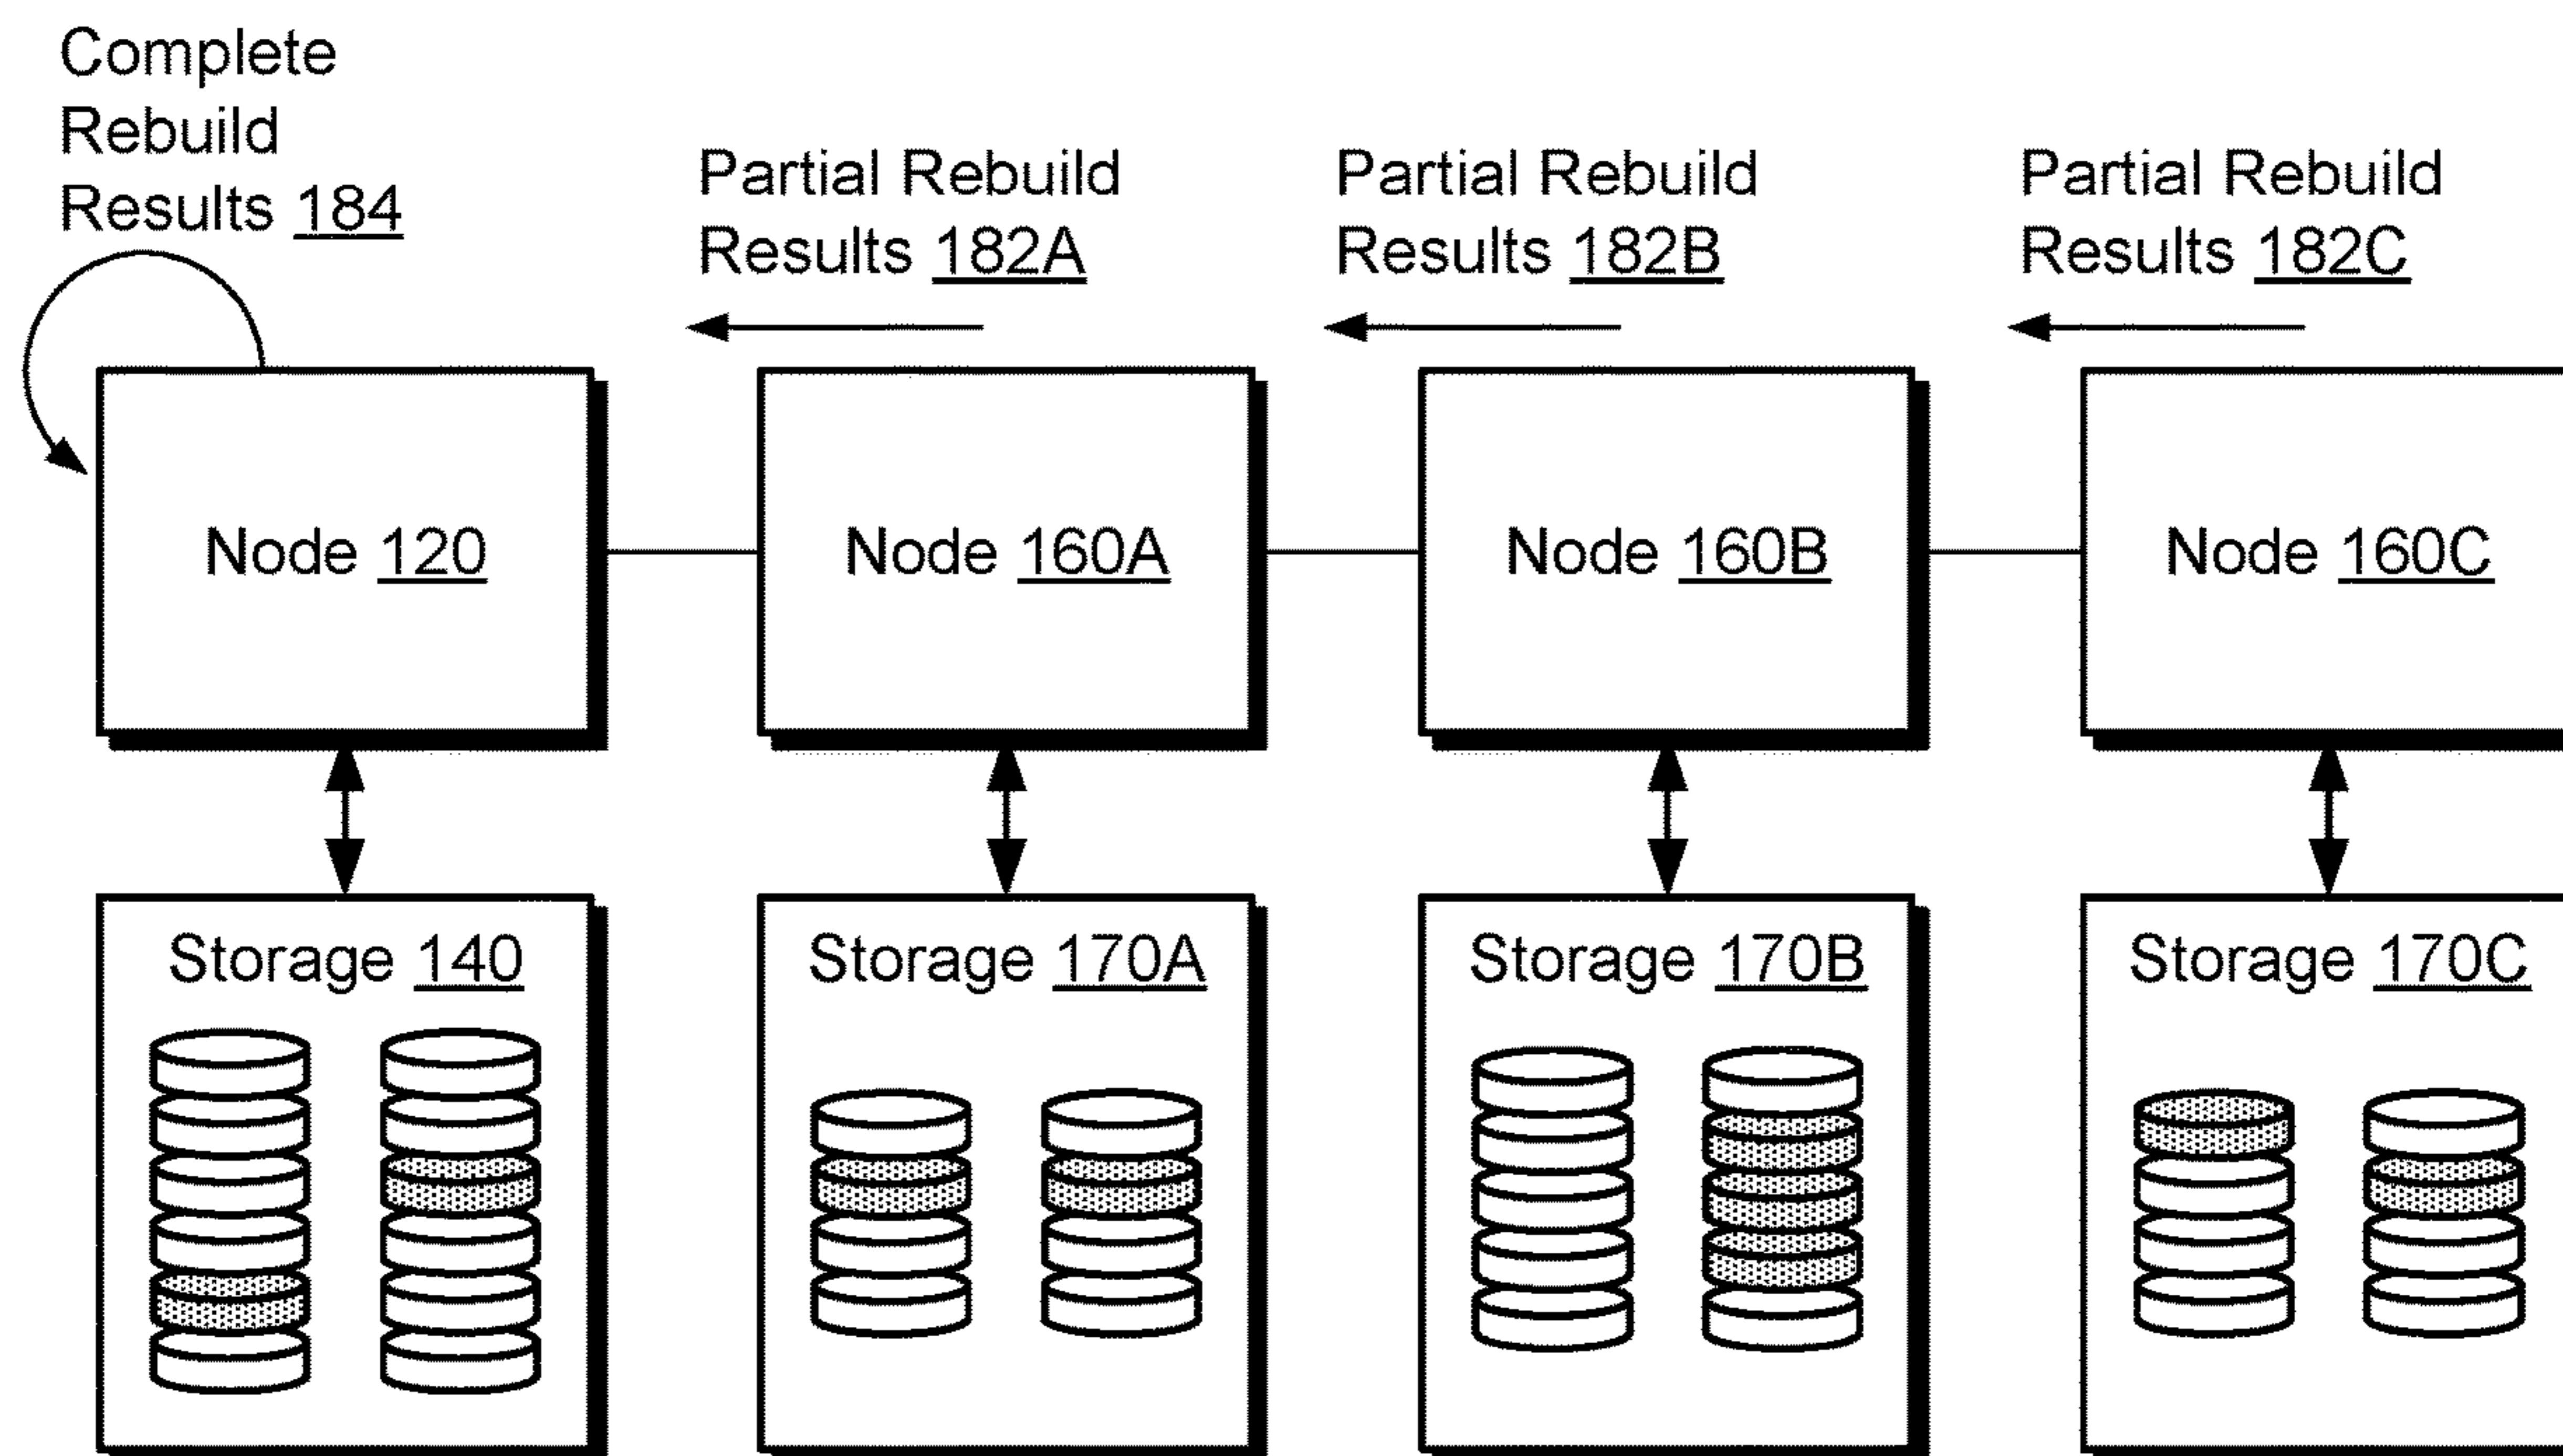 Complete
Rebuild
Results 184
Partial Rebuild
Results 182A
Partial Rebuild
Results 182B
Partial Rebuild
Results 182C
Node 120
Node 160A
Node 160B
Node 160C
Storage 140
Storage 170A
Storage 170B
Storage 170C